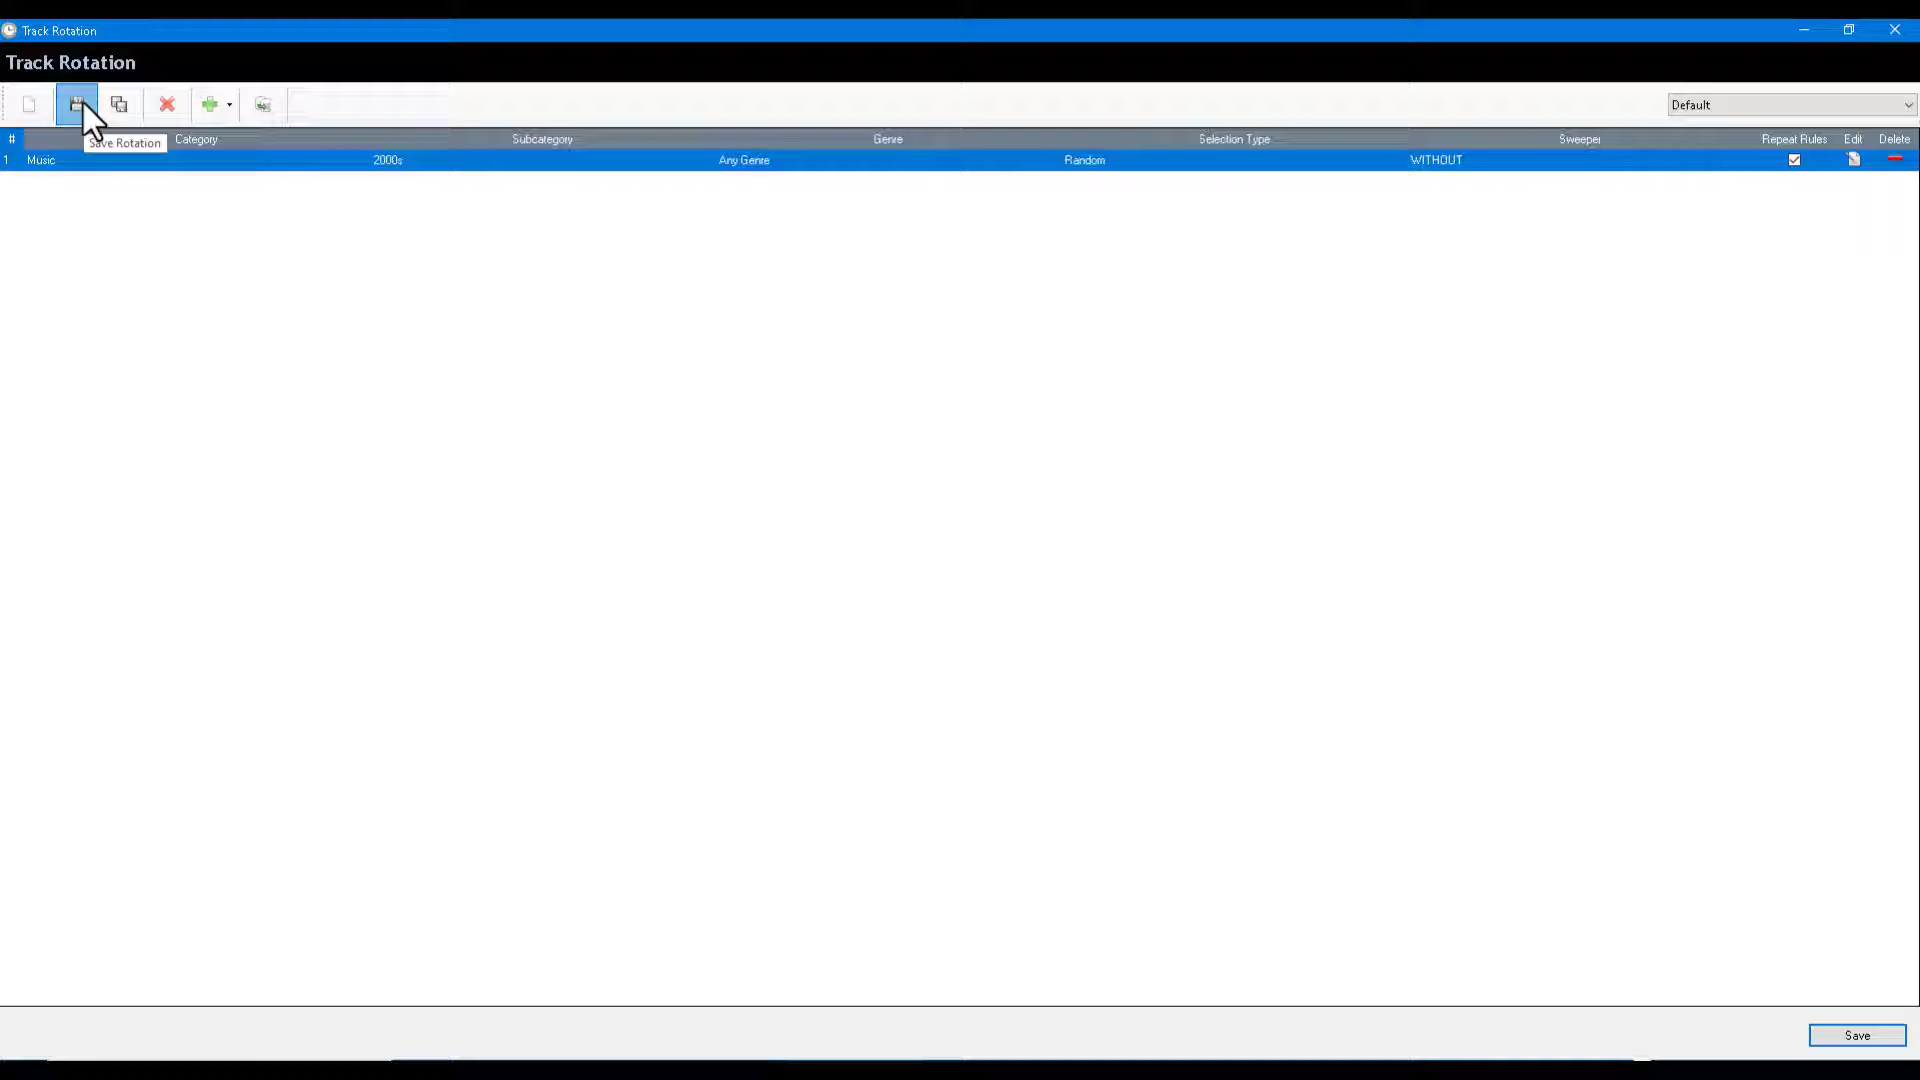 Track Rotation
Track Rotation
Default
Save Rotation
# Category Subcategory Genre Selection Type Sweeper Repeat Rules Edit Delete
1 Music 2000s Any Genre Random WITHOUT
Save